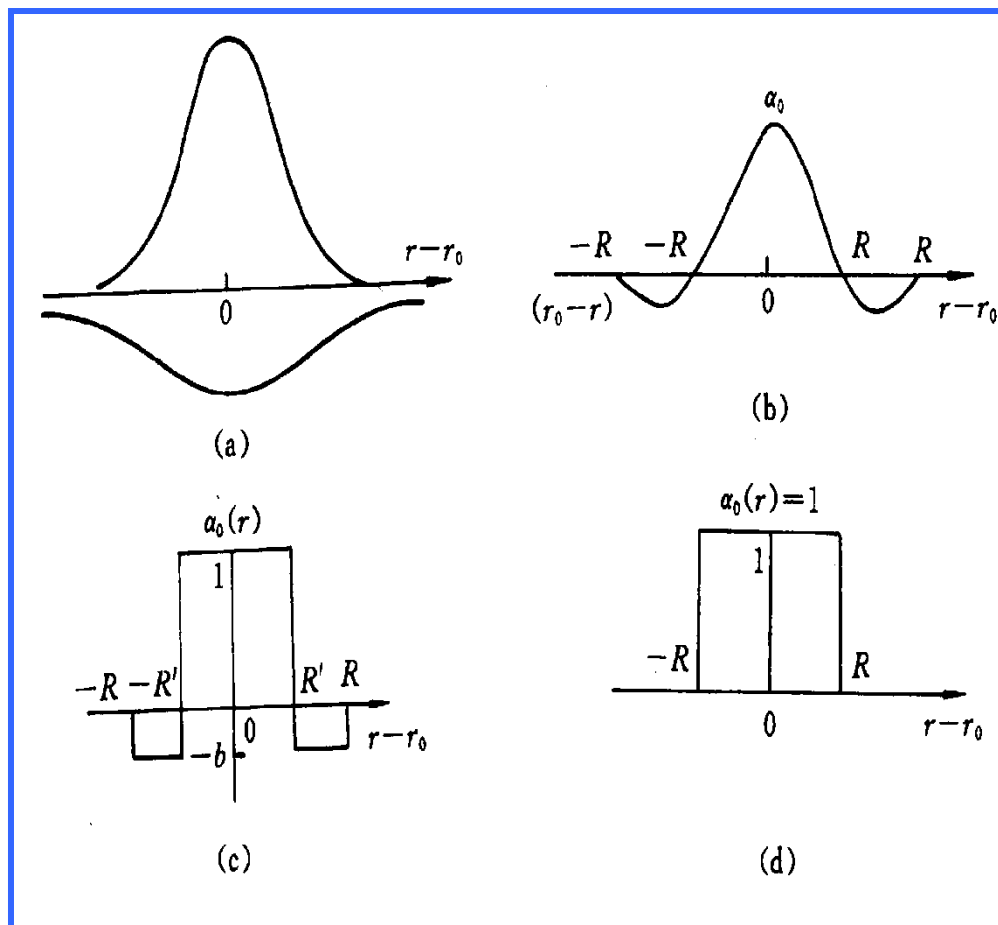 r−r₀
0
(a)
α₀
−R −R R R
(r₀−r) 0 r−r₀
(b)
α₀(r)
1
−R −R′ R′ R
0 r−r₀
−b
(c)
α₀(r)=1
1
−R R
0 r−r₀
(d)